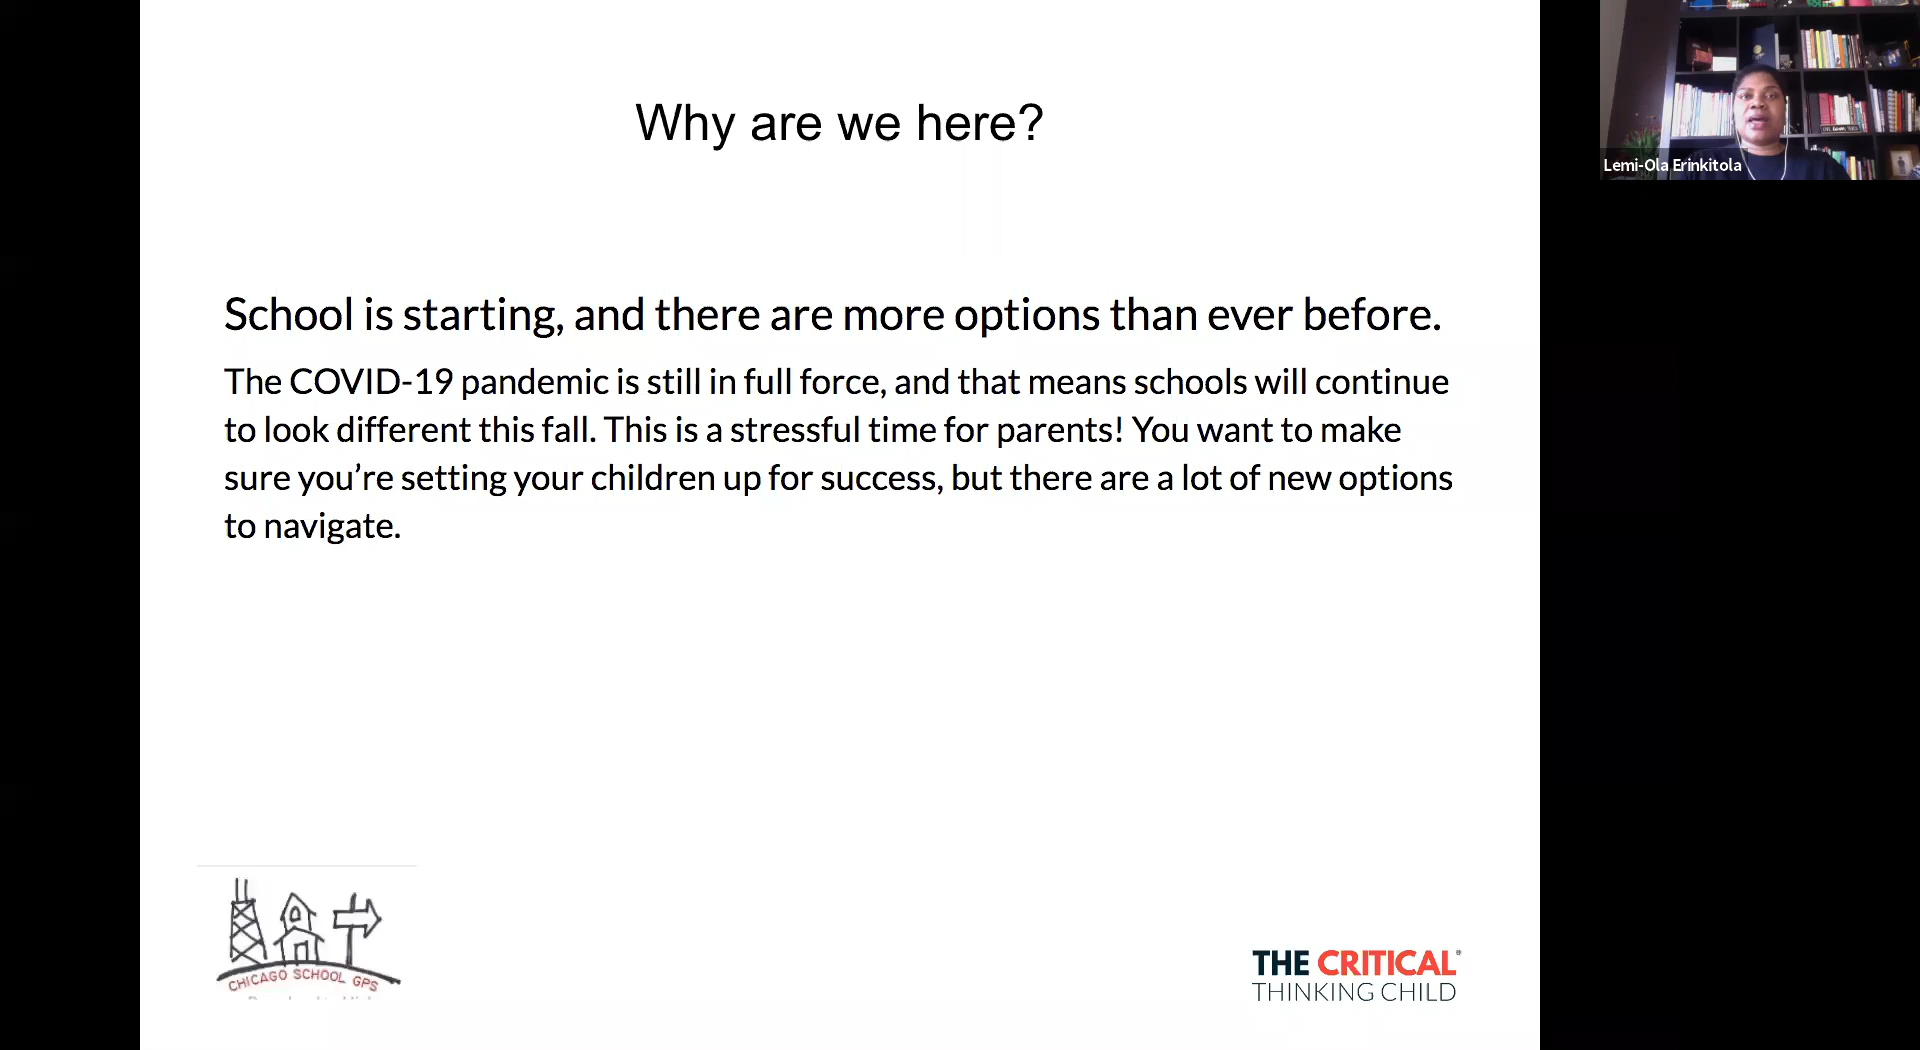 Why are we here?
School is starting, and there are more options than ever before.
The COVID-19 pandemic is still in full force, and that means schools will continue
to look different this fall. This is a stressful time for parents! You want to make
sure you're setting your children up for success, but there are a lot of new options
to navigate.
Lemi-Ola Erinkitola
CHICAGO SCHOOL GPS
THE CRITICAL®
THINKING CHILD